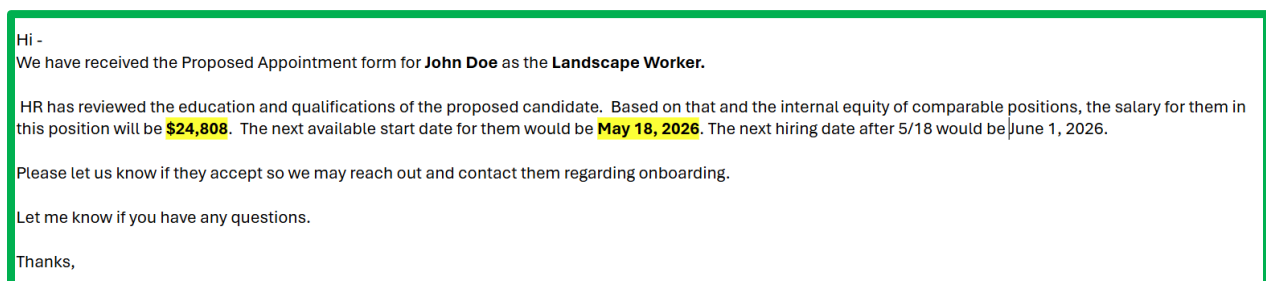 Hi -
We have received the Proposed Appointment form for John Doe as the Landscape Worker.
HR has reviewed the education and qualifications of the proposed candidate.  Based on that and the internal equity of comparable positions, the salary for them in
this position will be $24,808.  The next available start date for them would be May 18, 2026. The next hiring date after 5/18 would be June 1, 2026.
Please let us know if they accept so we may reach out and contact them regarding onboarding.
Let me know if you have any questions.
Thanks,